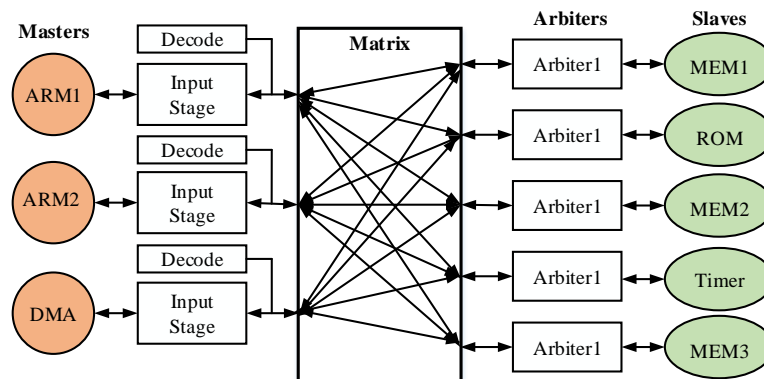 Masters
Decode
Matrix
Arbiters
Slaves
ARM1
Input
Stage
Arbiter1
MEM1
Decode
Arbiter1
ROM
ARM2
Input
Stage
Arbiter1
MEM2
Decode
Arbiter1
Timer
DMA
Input
Stage
Arbiter1
MEM3